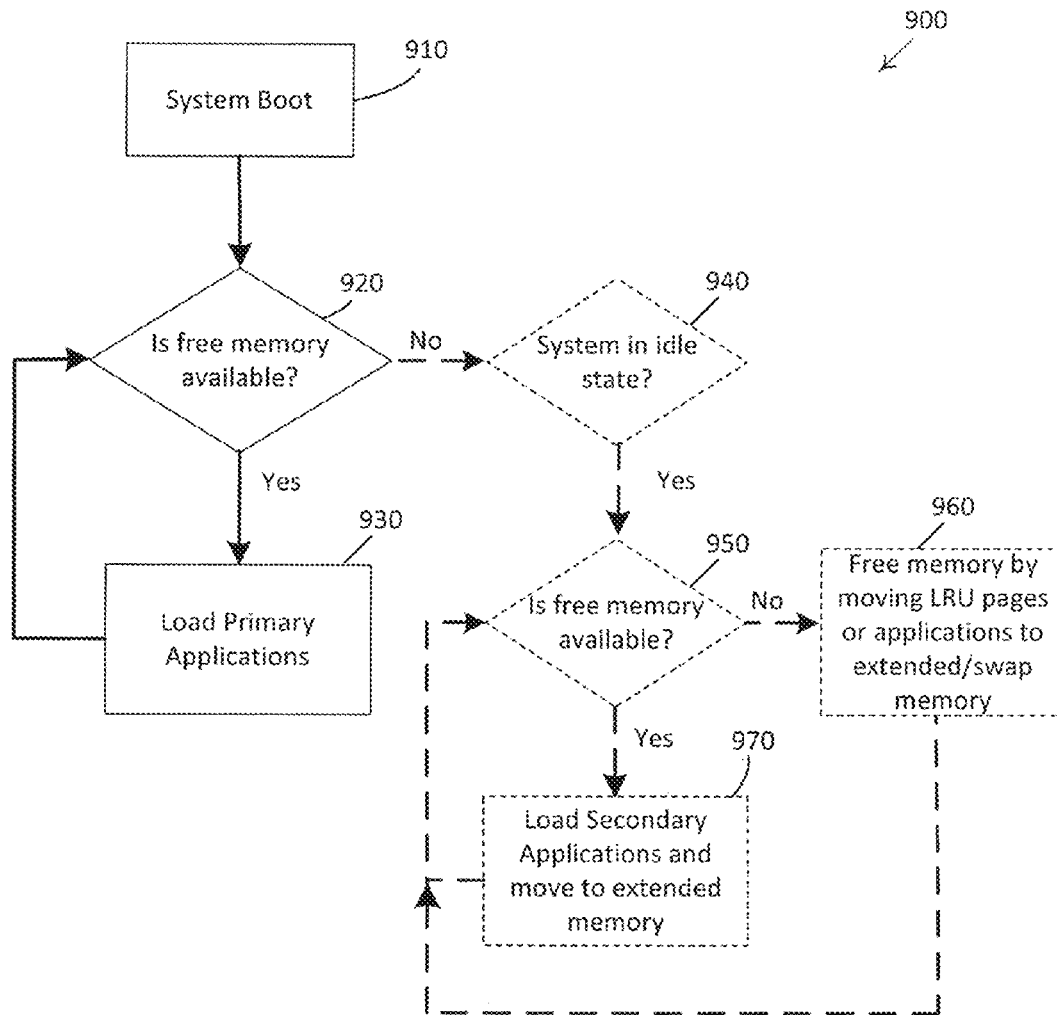 900
910
System Boot
920
Is free memory
available?
No
940
System in idle
state?
Yes
Yes
930
Load Primary
Applications
950
Is free memory
available?
No
960
Free memory by
moving LRU pages
or applications to
extended/swap
memory
Yes
970
Load Secondary
Applications and
move to extended
memory